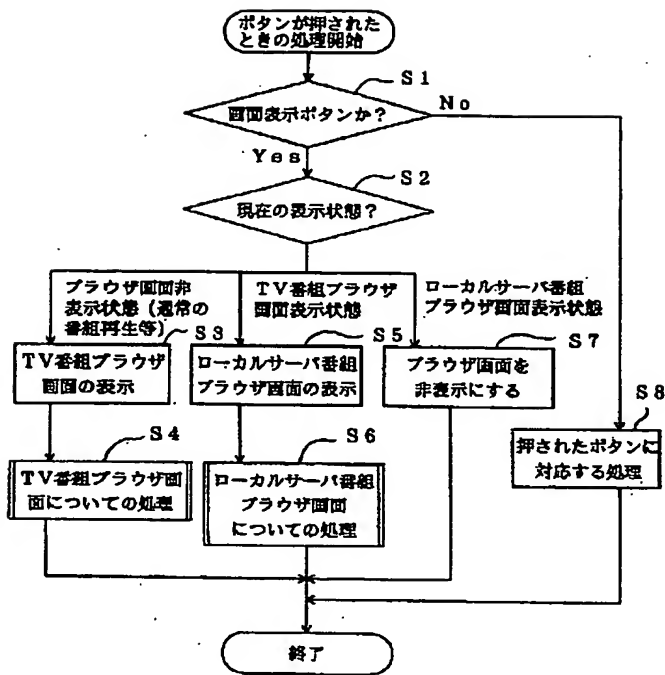 ボタンが押された
ときの処理開始
S1
画面表示ボタンか？
No
Yes
S2
現在の表示状態？
ブラウザ画面非
表示状態（通常の
番組再生等）
TV番組ブラウザ
画面表示状態
ローカルサーバ番組
ブラウザ画面表示状態
S3
TV番組ブラウザ
画面の表示
S5
ローカルサーバ番組
ブラウザ画面の表示
S7
ブラウザ画面を
非表示にする
S8
押されたボタンに
対応する処理
S4
TV番組ブラウザ画
面についての処理
S6
ローカルサーバ番組
ブラウザ画面
についての処理
終了